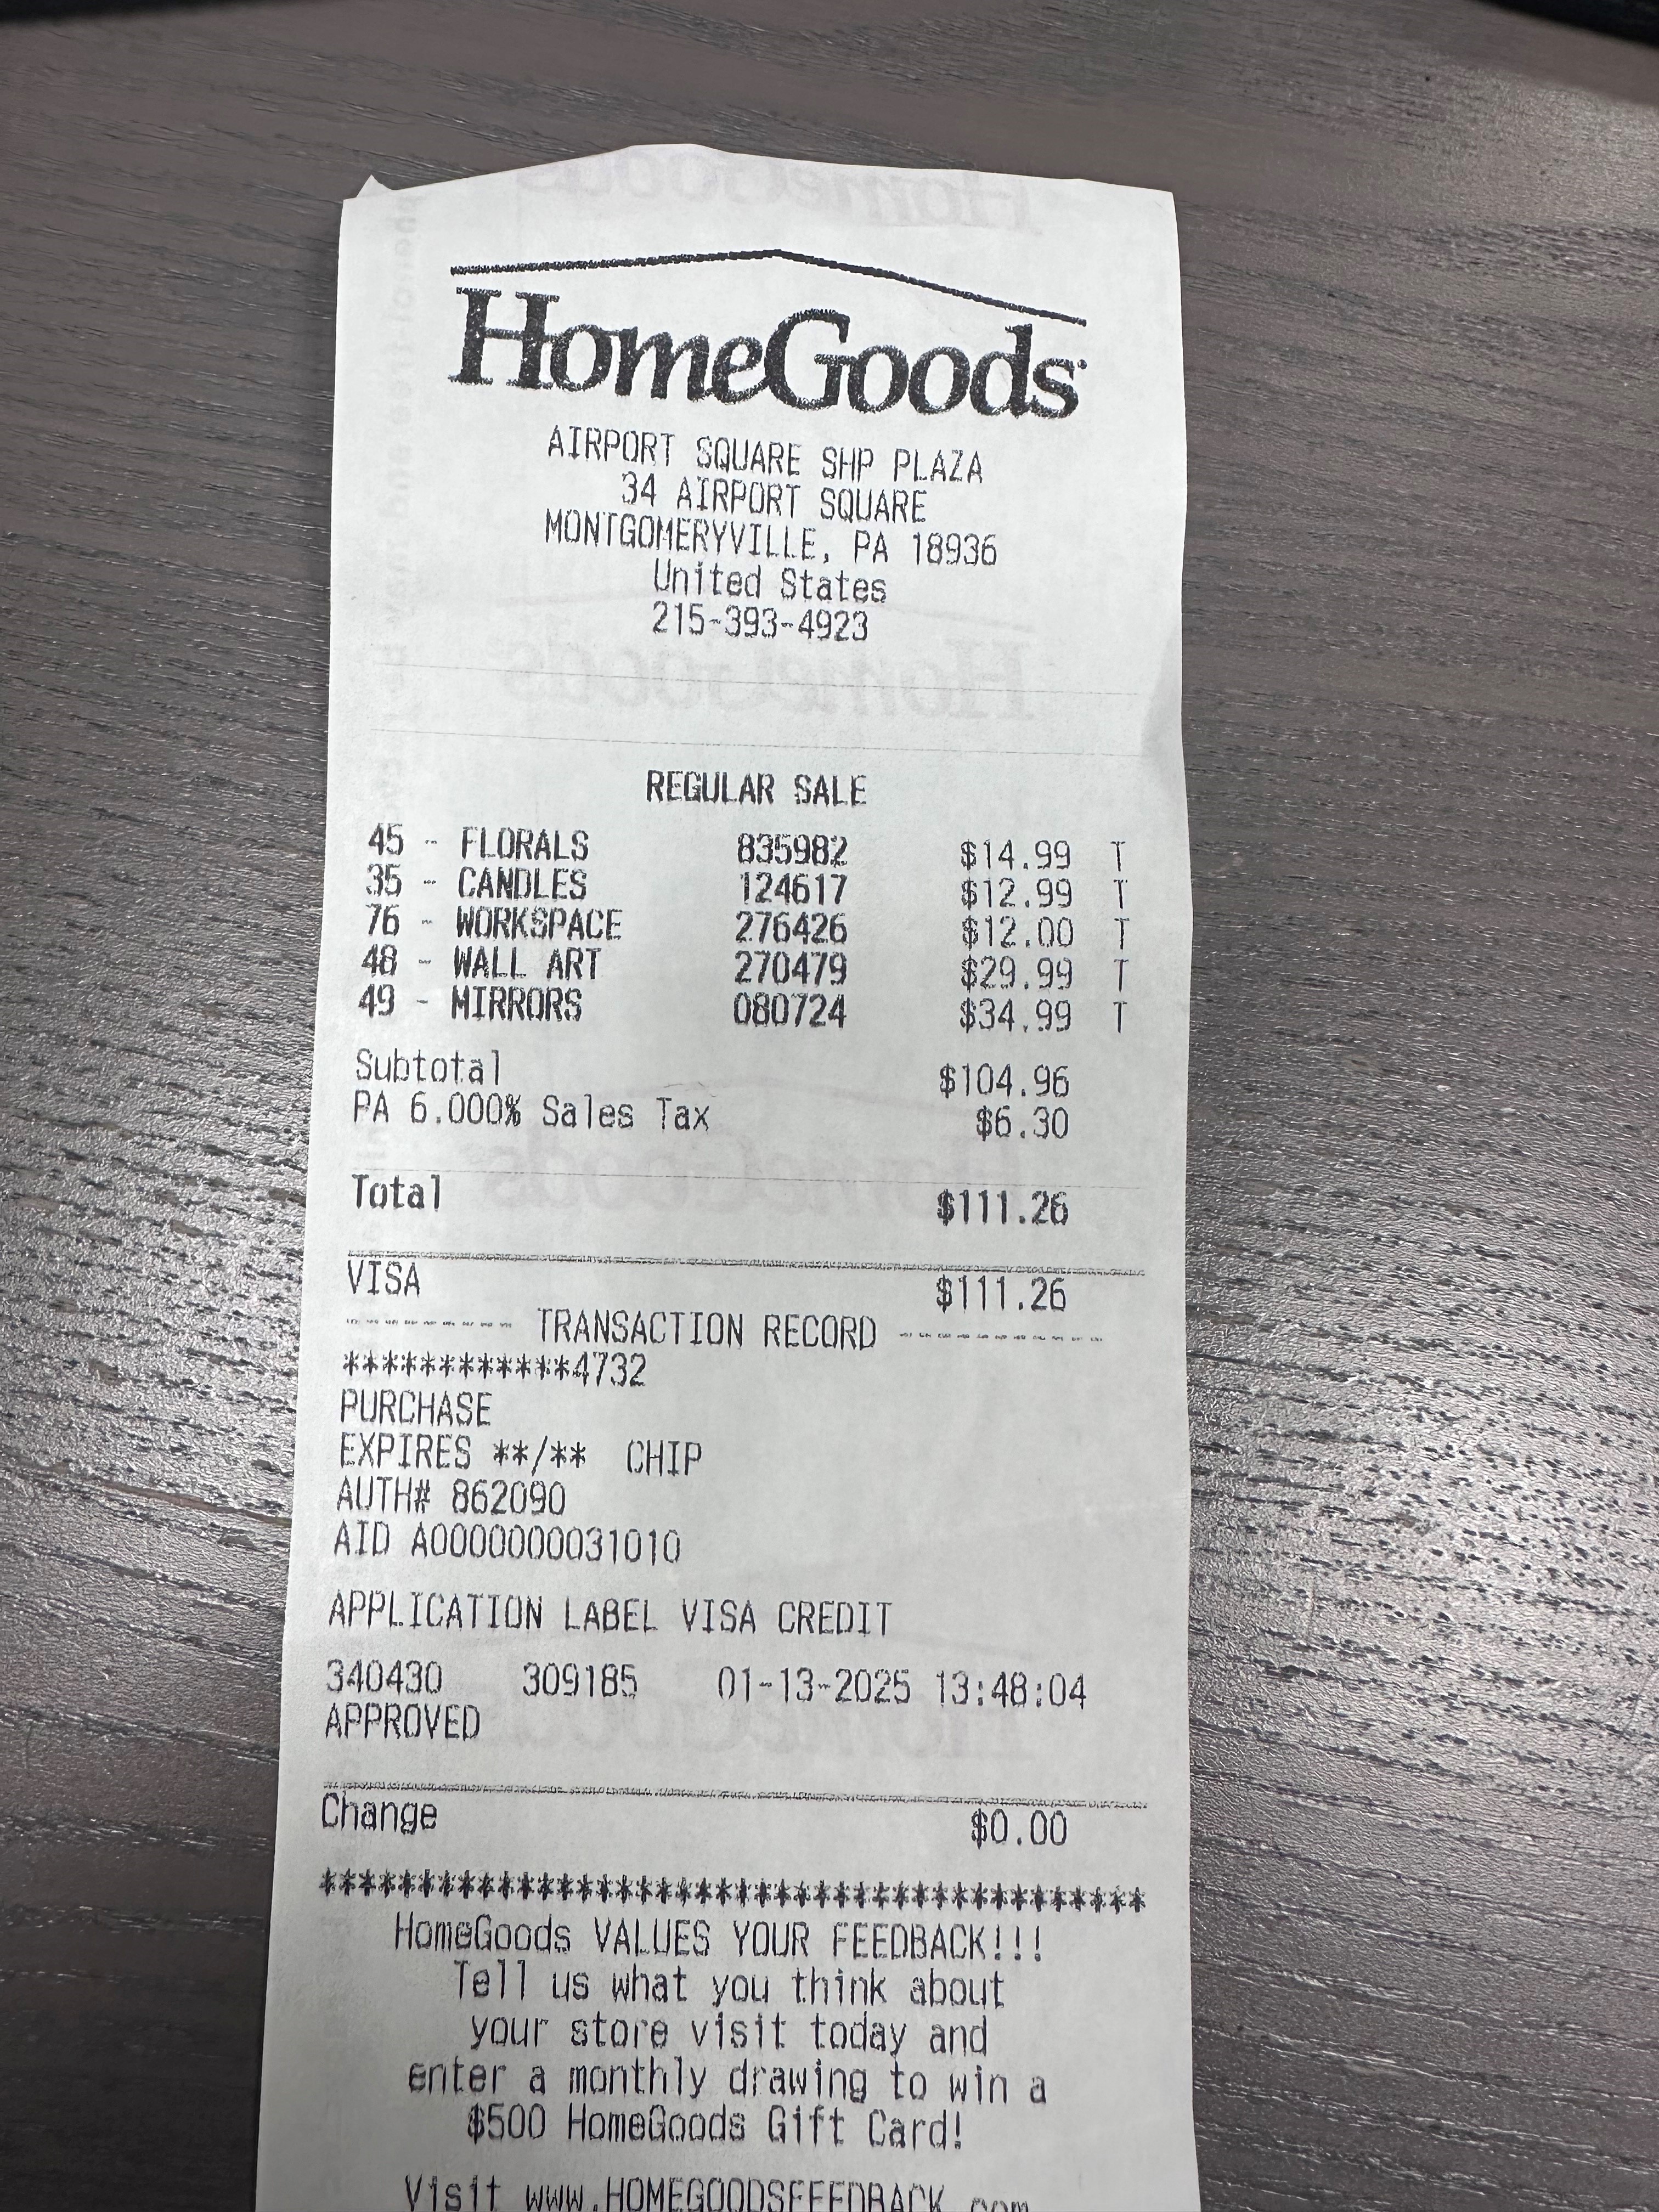 HomeGoods
AIRPORT SQUARE SHP PLAZA
34 AIRPORT SQUARE
MONTGOMERYVILLE, PA 18936
United States
215-393-4923
REGULAR SALE
45 - FLORALS 835982 $14.99 T
35 - CANDLES 124617 $12.99 T
76 - WORKSPACE 276426 $12.00 T
48 - WALL ART 270479 $29.99 T
49 - MIRRORS 080724 $34.99 T
Subtotal $104.96
PA 6.000% Sales Tax $6.30
Total $111.26
VISA $111.26
------- TRANSACTION RECORD -------
************4732
PURCHASE
EXPIRES **/** CHIP
AUTH# 862090
AID A0000000031010
APPLICATION LABEL VISA CREDIT
340430 309185 01-13-2025 13:48:04
APPROVED
Change $0.00
******************************************
HomeGoods VALUES YOUR FEEDBACK!!!
Tell us what you think about
your store visit today and
enter a monthly drawing to win a
$500 HomeGoods Gift Card!
Visit www.HOMEGOODSFEEDBACK.com